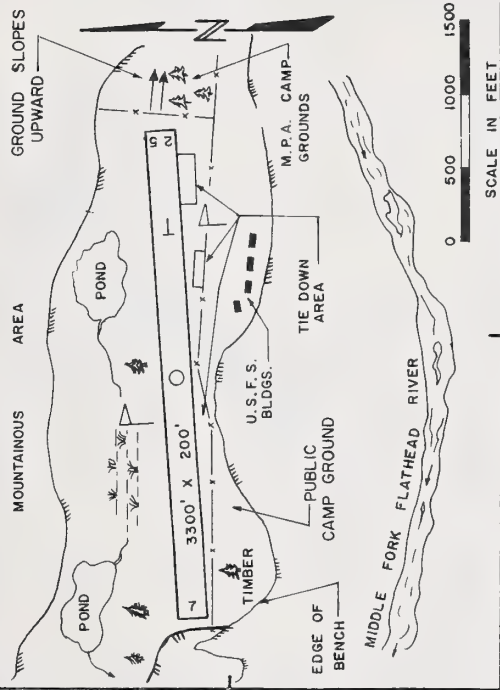 GROUND SLOPES
UPWARD
MOUNTAINOUS AREA
N
POND
25
M.P.A. CAMP
GROUNDS
POND
3300' X 200'
7
TIE DOWN
AREA
U.S.F.S.
BLDGS.
PUBLIC
CAMP GROUND
TIMBER
EDGE OF
BENCH
MIDDLE FORK FLATHEAD RIVER
0 500 1000 1500
SCALE IN FEET